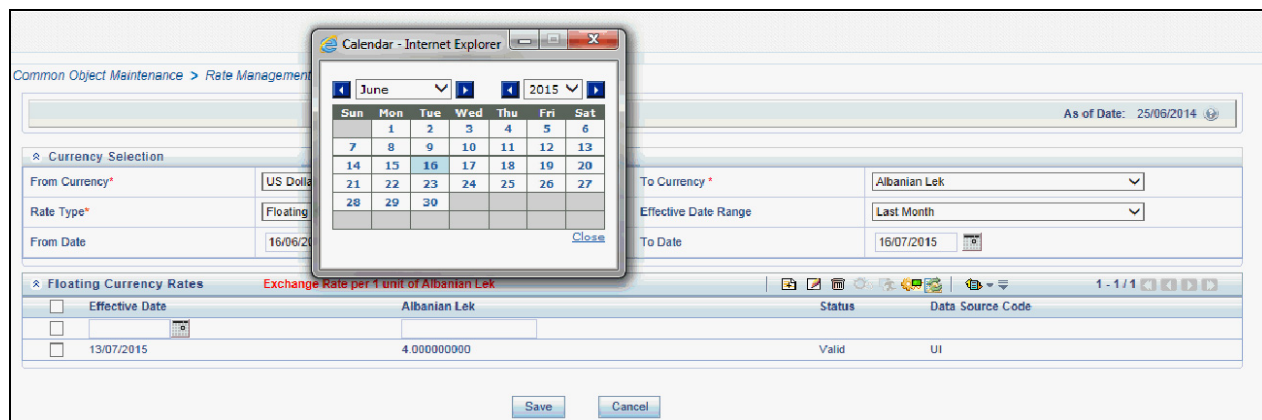 Calendar - Internet Explorer
Common Object Maintenance > Rate Management
June 2015
Sun Mon Tue Wed Thu Fri Sat
1 2 3 4 5 6
7 8 9 10 11 12 13
14 15 16 17 18 19 20
21 22 23 24 25 26 27
28 29 30
Close
As of Date: 25/06/2014
Currency Selection
From Currency* US Dolla To Currency * Albanian Lek
Rate Type* Floating Effective Date Range Last Month
From Date 16/06/20 To Date 16/07/2015
Floating Currency Rates Exchange Rate per 1 unit of Albanian Lek 1 - 1 / 1
Effective Date Albanian Lek Status Data Source Code
13/07/2015 4.000000000 Valid UI
Save Cancel